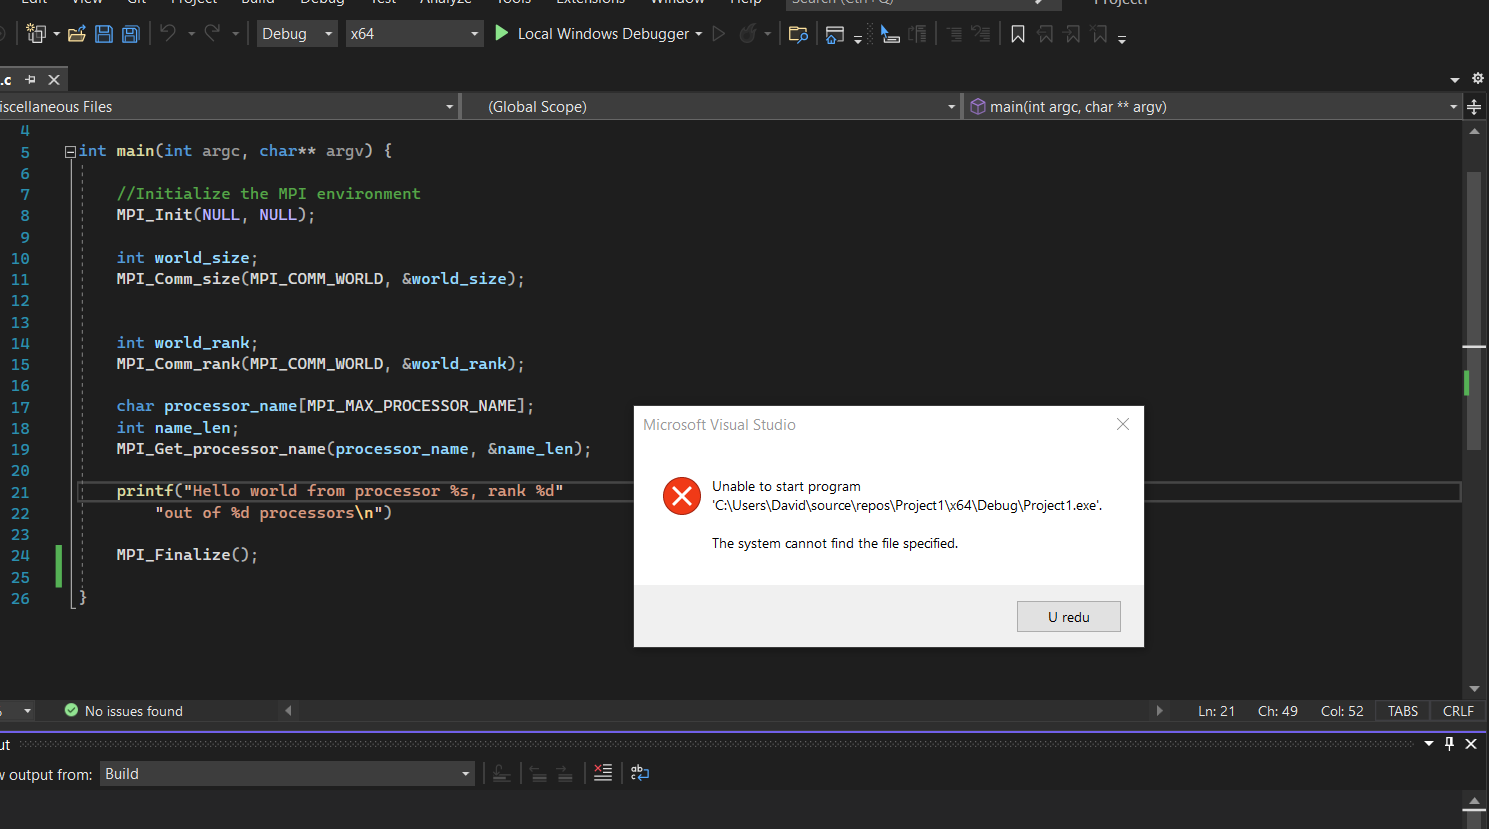 Edit View Git Project Build Debug Test Analyze Tools Extensions Window Help Search (Ctrl+Q) Project1
Debug x64 Local Windows Debugger
.c
iscellaneous Files (Global Scope) main(int argc, char ** argv)
4
5 int main(int argc, char** argv) {
6
7 //Initialize the MPI environment
8 MPI_Init(NULL, NULL);
9
10 int world_size;
11 MPI_Comm_size(MPI_COMM_WORLD, &world_size);
12
13
14 int world_rank;
15 MPI_Comm_rank(MPI_COMM_WORLD, &world_rank);
16
17 char processor_name[MPI_MAX_PROCESSOR_NAME];
18 int name_len;
19 MPI_Get_processor_name(processor_name, &name_len);
20
21 printf("Hello world from processor %s, rank %d"
22 "out of %d processors\n")
23
24 MPI_Finalize();
25
26 }
Microsoft Visual Studio
Unable to start program
'C:\Users\David\source\repos\Project1\x64\Debug\Project1.exe'.
The system cannot find the file specified.
U redu
No issues found Ln: 21 Ch: 49 Col: 52 TABS CRLF
ut
w output from: Build